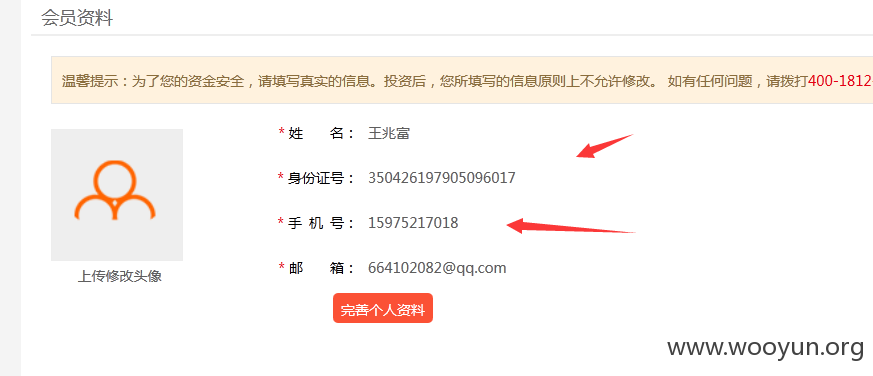 会员资料
温馨提示：为了您的资金安全，请填写真实的信息。投资后，您所填写的信息原则上不允许修改。 如有任何问题，请拨打400-1812
* 姓 名： 王兆富
* 身份证号： 350426197905096017
* 手 机 号： 15975217018
* 邮 箱： 664102082@qq.com
上传修改头像
完善个人资料
www.wooyun.org